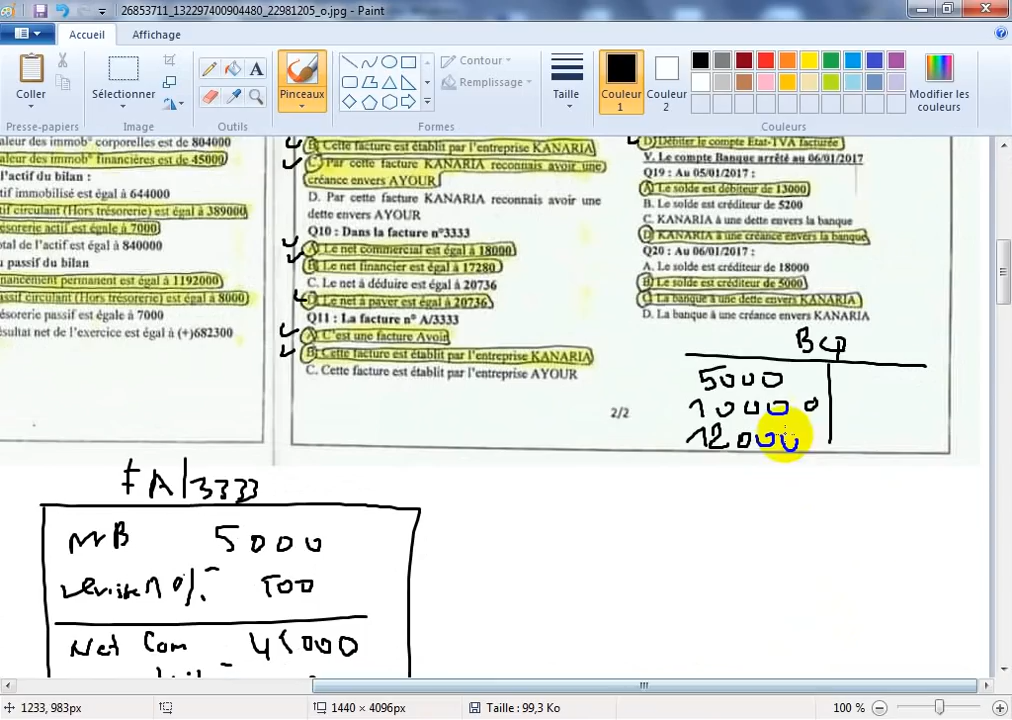 26853711_132297400904480_22981205_o.jpg - Paint
Accueil
Affichage
Coller
Sélectionner
Pinceaux
Contour
Remplissage
Taille
Couleur 1
Couleur 2
Modifier les couleurs
Presse-papiers
Image
Outils
Formes
Couleurs
aleur des immob° corporelles est de 804000
aleur des immob° financières est de 45000
l'actif du bilan :
tif immobilisé est égal à 644000
tif circulant (Hors trésorerie) est égal à 389000
ésorerie actif est égale à 7000
otal de l'actif est égale à 840000
u passif du bilan
nancement permanent est égal à 1192000
assif circulant (Hors trésorerie) est égal à 8000
ésorerie passif est égale à 7000
sultat net de l'exercice est égal à (+)682300
B. Cette facture est établit par l'entreprise KANARIA
C. Par cette facture KANARIA reconnais avoir une
créance envers AYOUR
D. Par cette facture KANARIA reconnais avoir une
dette envers AYOUR
Q10 : Dans la facture n°3333
A. Le net commercial est égal à 18000
B. Le net financier est égal à 17280
C. Le net à déduire est égal à 20736
D. Le net à payer est égal à 20736
Q11 : La facture n° A/3333
A. C'est une facture Avoir
B. Cette facture est établit par l'entreprise KANARIA
C. Cette facture est établit par l'entreprise AYOUR
2/2
D. Débiter le compte Etat-TVA facturée
V. Le compte Banque arrêté au 06/01/2017
Q19 : Au 05/01/2017 :
A. Le solde est débiteur de 13000
B. Le solde est créditeur de 5200
C. KANARIA à une dette envers la banque
D. KANARIA à une créance envers la banque
Q20 : Au 06/01/2017 :
A. Le solde est créditeur de 18000
B. Le solde est créditeur de 5000
C. La banque à une dette envers KANARIA
D. La banque à une créance envers KANARIA
5000
10000 0
12000
F A/3333
MB 5000
500
Net Com 45000
1233, 983px
1440 × 4096px
Taille : 99,3 Ko
100 %